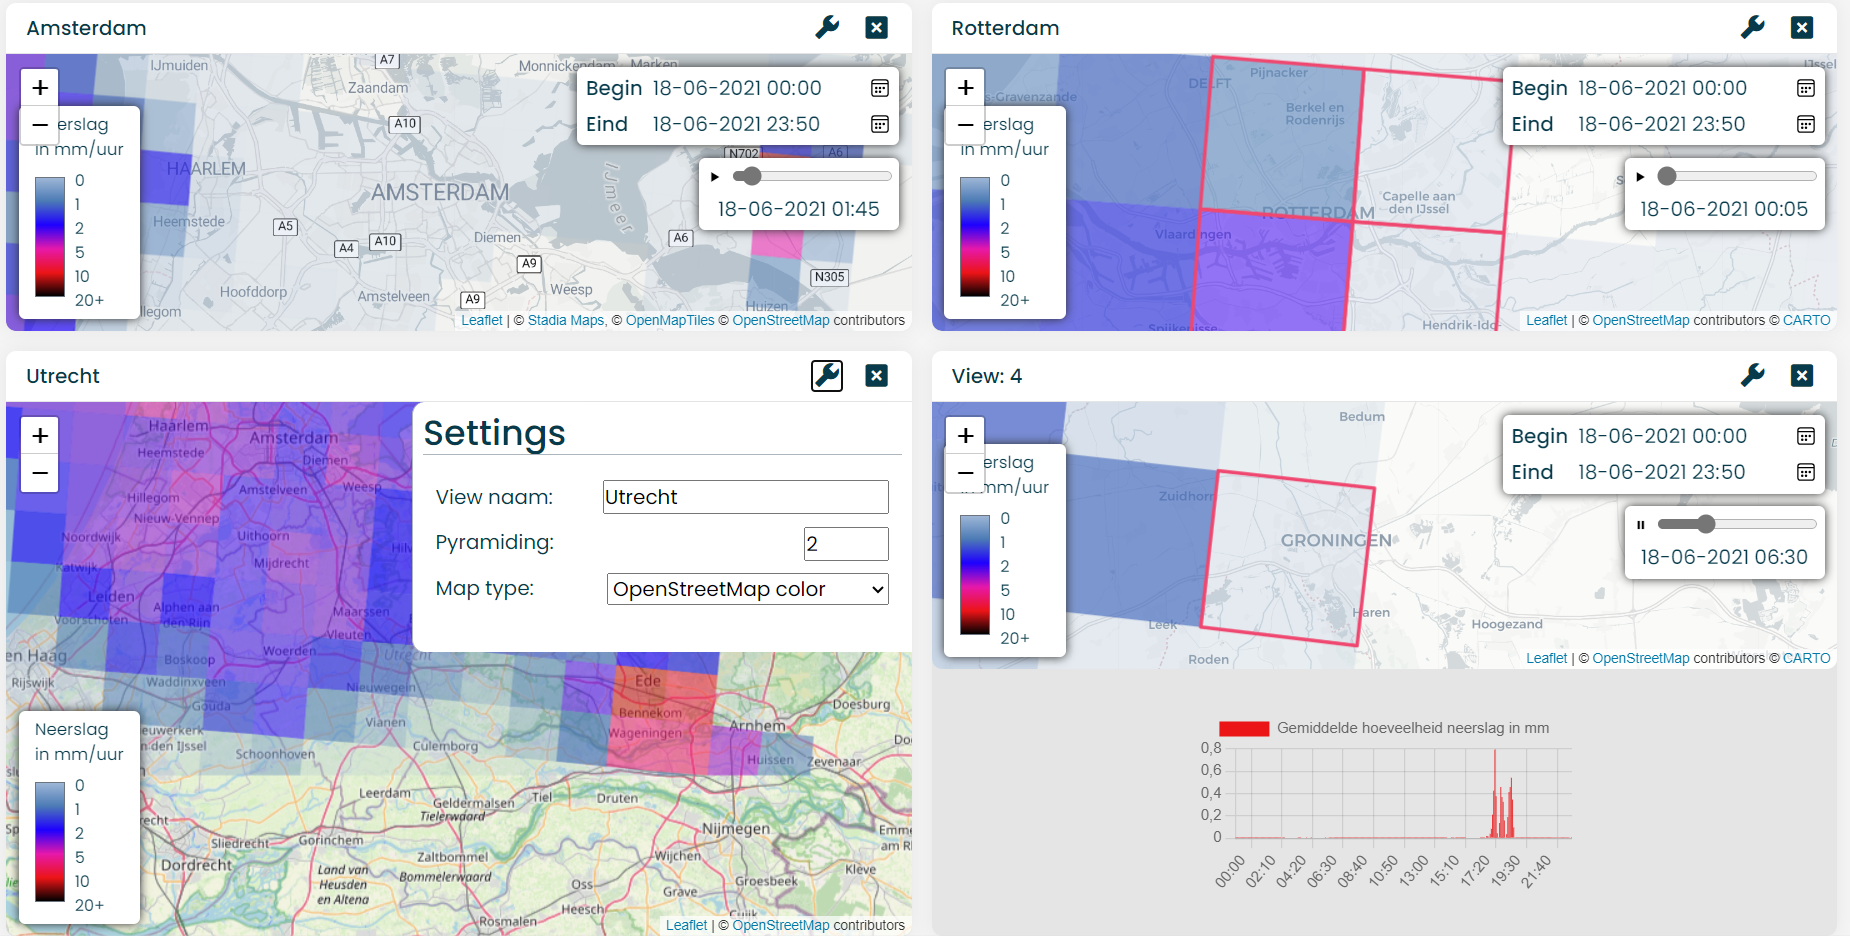 Amsterdam
IJmuiden
A7
Monnickendam
Marken
Zaandam
+
−
erslag
in mm/uur
0
1
2
5
10
20+
A10
HAARLEM
AMSTERDAM
IJmeer
Heemstede
A5
A4
A10
Diemen
A6
A9
N702
A6
N305
Hoofddorp
Amstelveen
A9
Weesp
Huizen
llegom
Begin 18-06-2021 00:00
Eind 18-06-2021 23:50
18-06-2021 01:45
Leaflet | © Stadia Maps, © OpenMapTiles © OpenStreetMap contributors
Rotterdam
Pijnacker
IJssel
DELFT
s-Gravenzande
Berkel en
Rodenrijs
+
−
erslag
in mm/uur
0
1
2
5
10
20+
Capelle aan
den IJssel
ROTTERDAM
Vlaardingen
Spijkenisse
Hendrik-Ido-
Begin 18-06-2021 00:00
Eind 18-06-2021 23:50
18-06-2021 00:05
Leaflet | © OpenStreetMap contributors © CARTO
Utrecht
+
−
Haarlem
Amsterdam
Heemstede
Diemen
Hillegom
Amstelveen
Weesp
Nieuw-Vennep
Noordwijk
Uithoorn
Hilv
Katwijk
Mijdrecht
Leiden
Alphen aan
den Rijn
Maarssen
Voorschoten
Vleuten
Woerden
Utrecht
en Haag
Boskoop
Rijswijk
Waddinxveen
Nieuwegein
Gouda
Vianen
euwerkerk
n den IJssel
Schoonhoven
Culemborg
Ede
Bennekom
Wageningen
Arnhem
Doesburg
Huissen
Zevenaar
Do
Leerdam
Geldermalsen
Tiel
Tielerwaard
Druten
Nijmegen
Emme
am R
recht
Sliedrecht
Gorinchem
Zaltbommel
Bommelerwaard
Wijchen
Dordrecht
Land van
Heusden
en Altena
Oss
Grave
Groesbeek
Kleve
Heesch
Rosmalen
Cuijk
Neerslag
in mm/uur
0
1
2
5
10
20+
Settings
View naam: Utrecht
Pyramiding: 2
Map type: OpenStreetMap color
Leaflet | © OpenStreetMap contributors
View: 4
Bedum
+
−
erslag
in mm/uur
0
1
2
5
10
20+
Zuidhorn
GRONINGEN
Haren
Leek
Hoogezand
Roden
Begin 18-06-2021 00:00
Eind 18-06-2021 23:50
18-06-2021 06:30
Leaflet | © OpenStreetMap contributors © CARTO
Gemiddelde hoeveelheid neerslag in mm
0,8
0,6
0,4
0,2
0
00:00
02:10
04:20
06:30
08:40
10:50
13:00
15:10
17:20
19:30
21:40